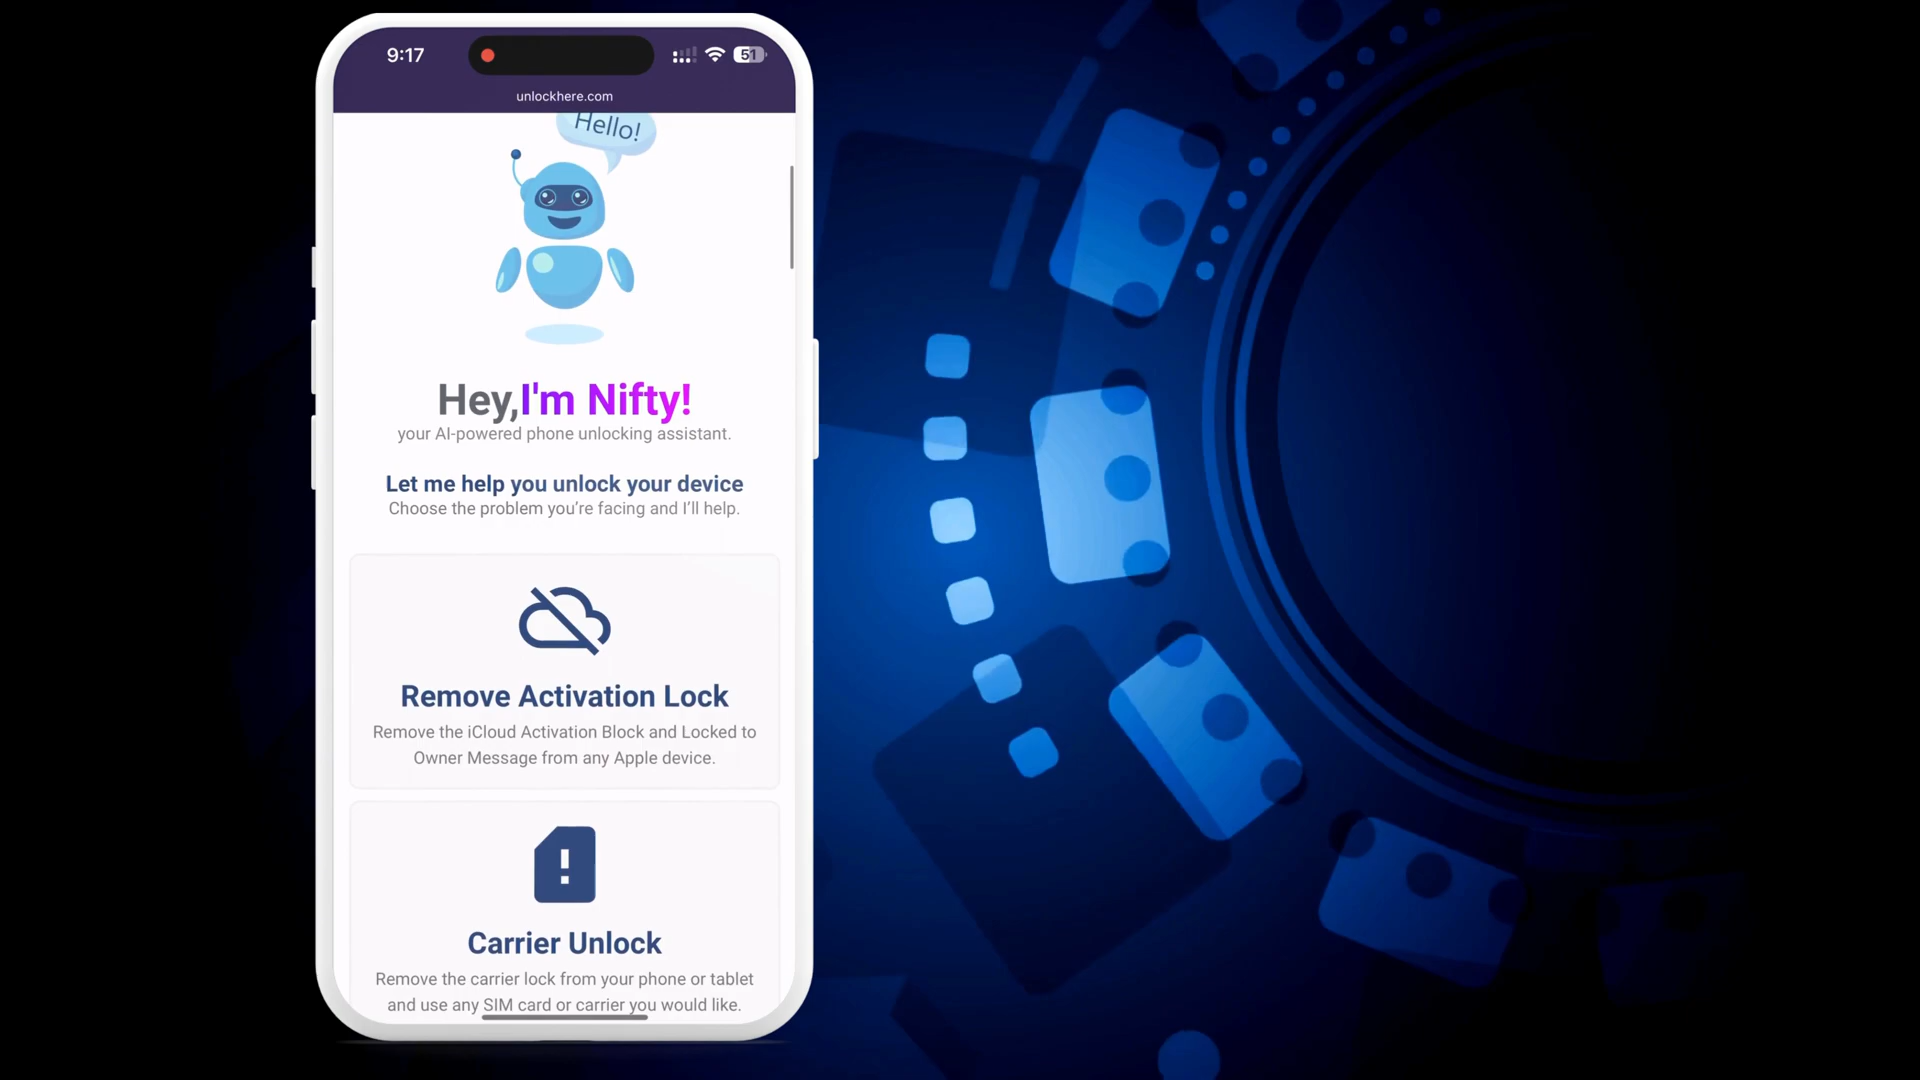 9:17
51
unlockhere.com
Hello!
Hey,I'm Nifty!
your AI-powered phone unlocking assistant.
Let me help you unlock your device
Choose the problem you’re facing and I’ll help.
Remove Activation Lock
Remove the iCloud Activation Block and Locked to
Owner Message from any Apple device.
Carrier Unlock
Remove the carrier lock from your phone or tablet
and use any SIM card or carrier you would like.